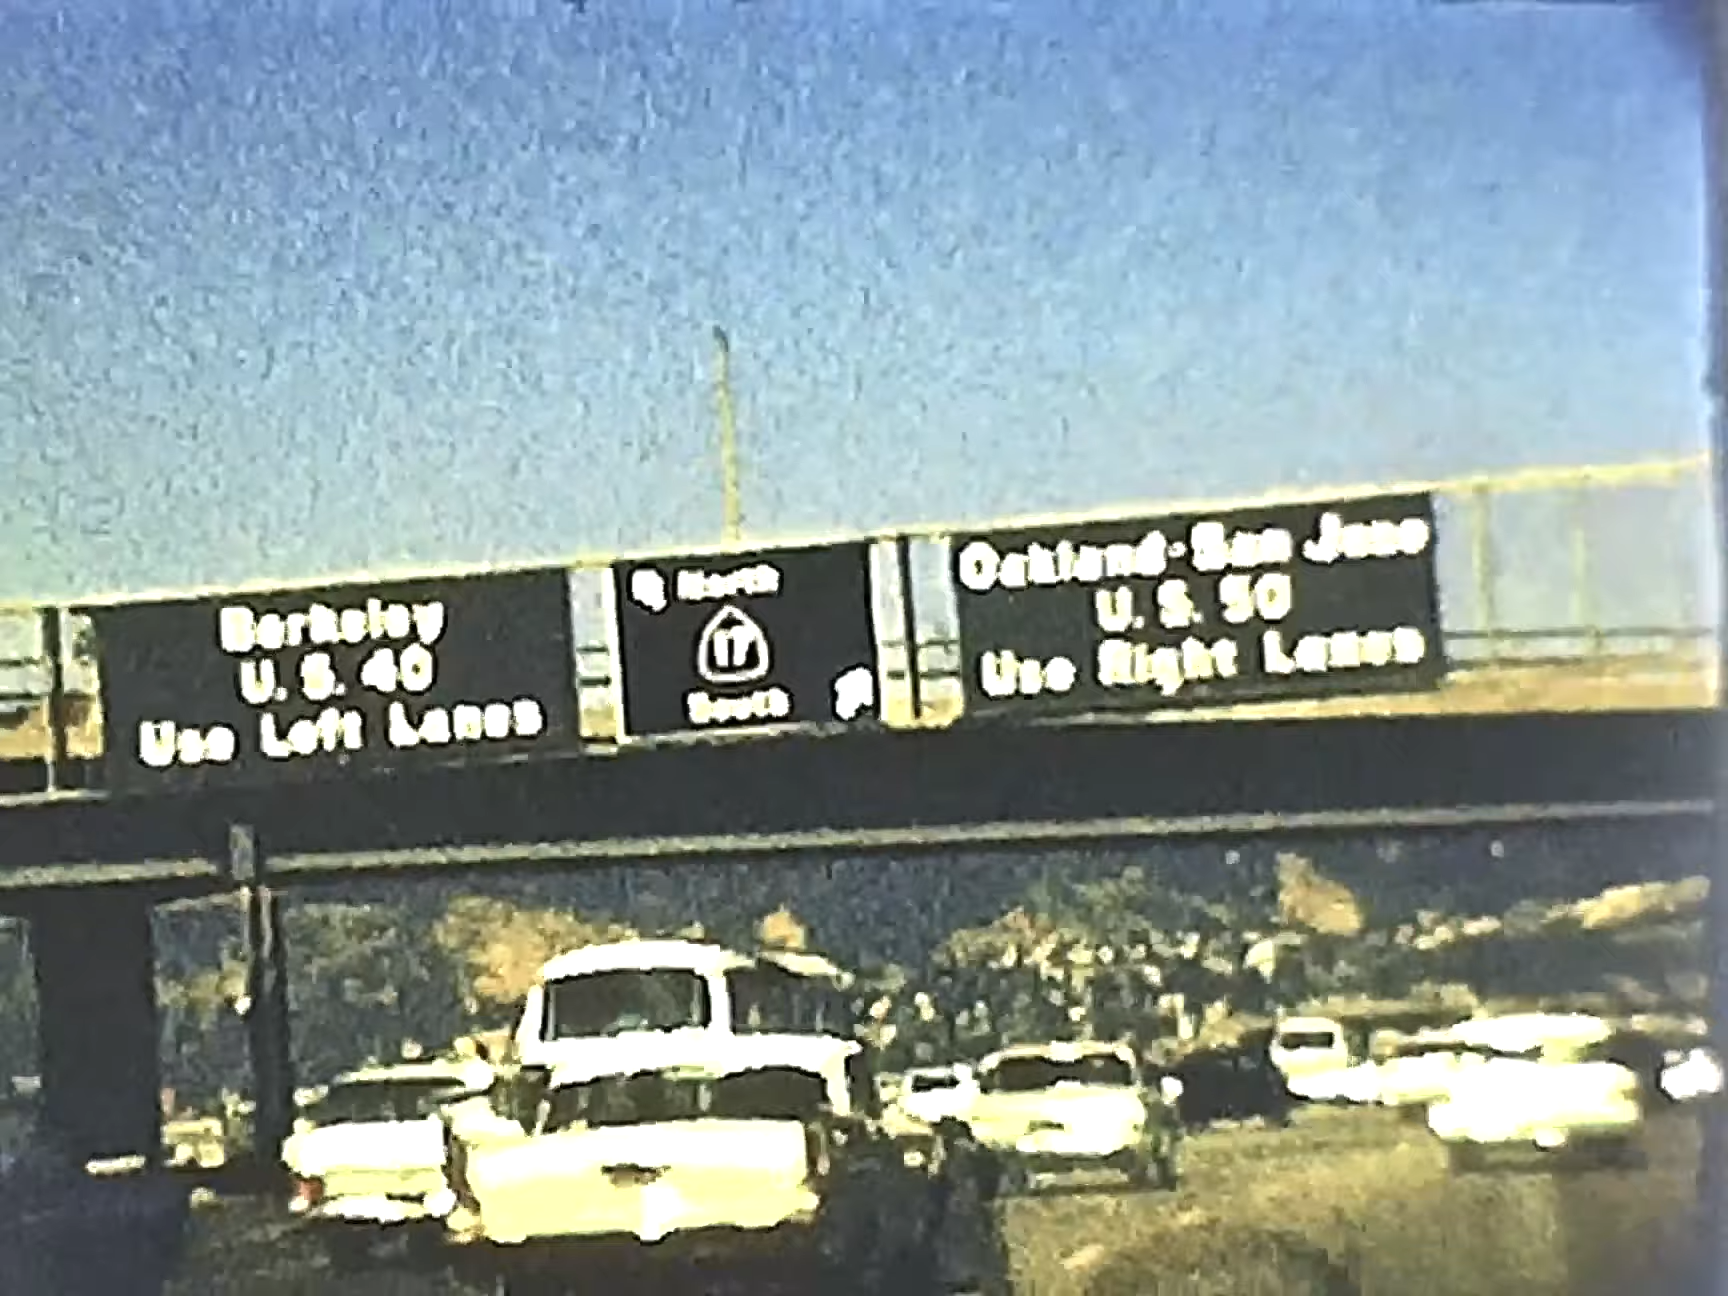 Berkeley
U. S. 40
Use Left Lanes
North
17
South
Oakland-San Jose
U. S. 50
Use Right Lanes